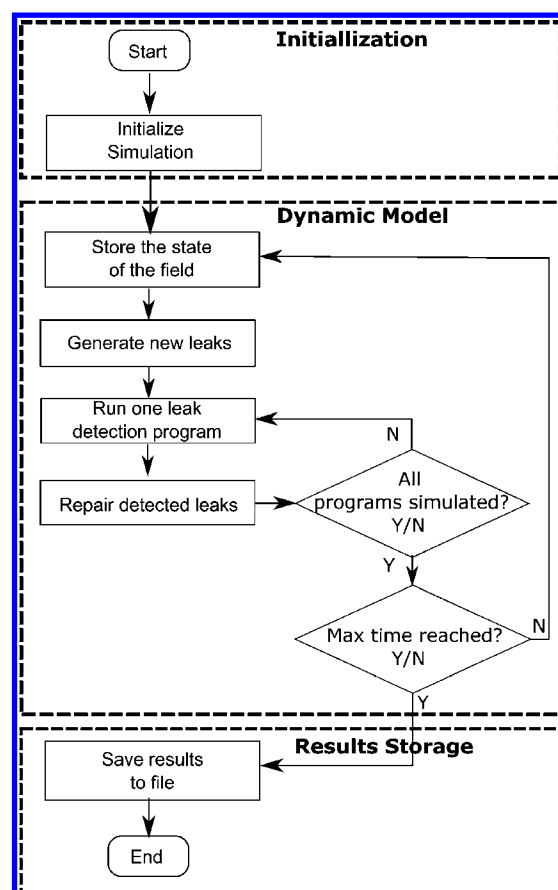 Initiallization
Start
Initialize
Simulation
Dynamic Model
Store the state
of the field
Generate new leaks
Run one leak
detection program
N
Repair detected leaks
All
programs simulated?
Y/N
Y
Max time reached?
Y/N
N
Y
Results Storage
Save results
to file
End